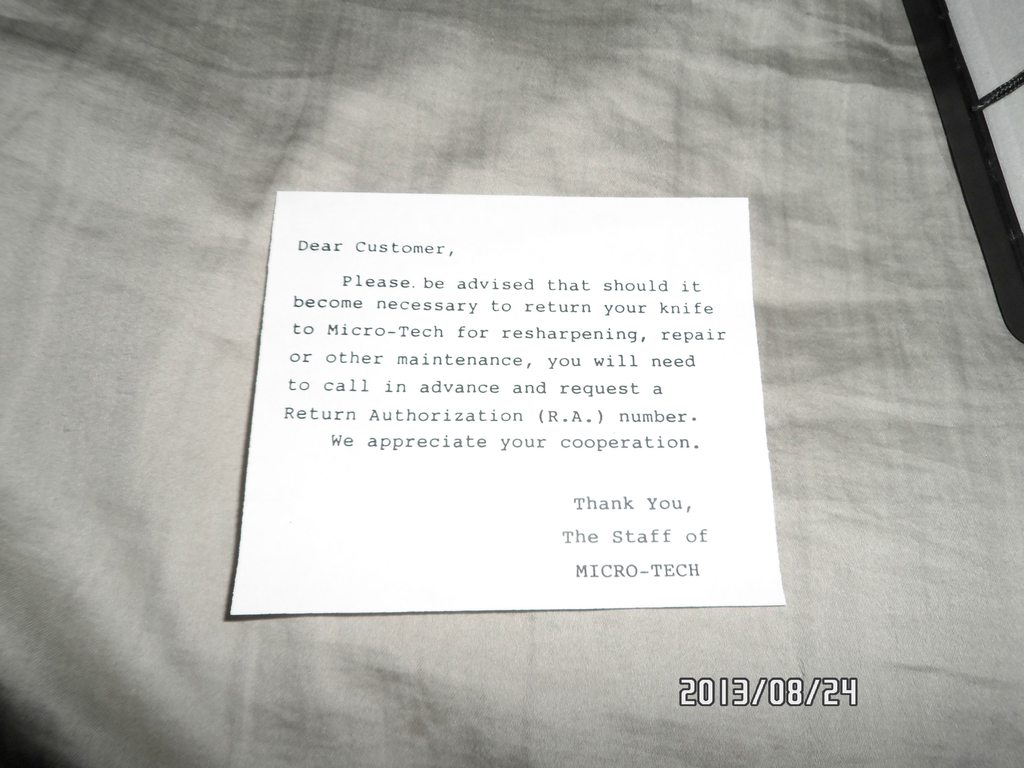 Dear Customer,
Please. be advised that should it
become necessary to return your knife
to Micro-Tech for resharpening, repair
or other maintenance, you will need
to call in advance and request a
Return Authorization (R.A.) number.
We appreciate your cooperation.
Thank You,
The Staff of
MICRO-TECH
2013/08/24